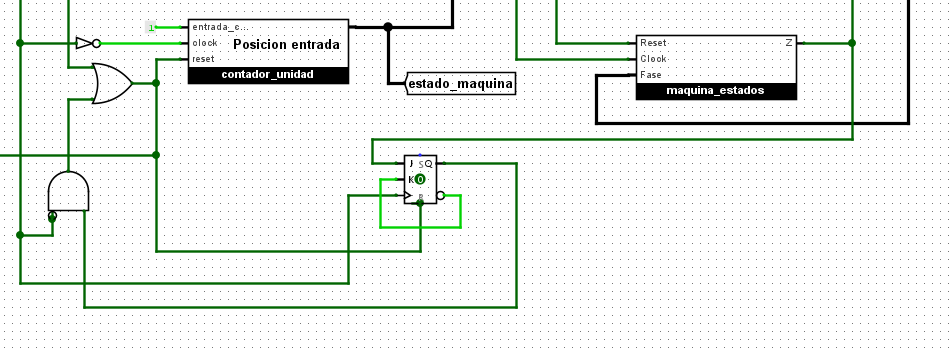 1
entrada_c...
clock
Posicion entrada
reset
contador_unidad
estado_maquina
Reset
Z
Clock
Fase
maquina_estados
J S Q
K 0
R